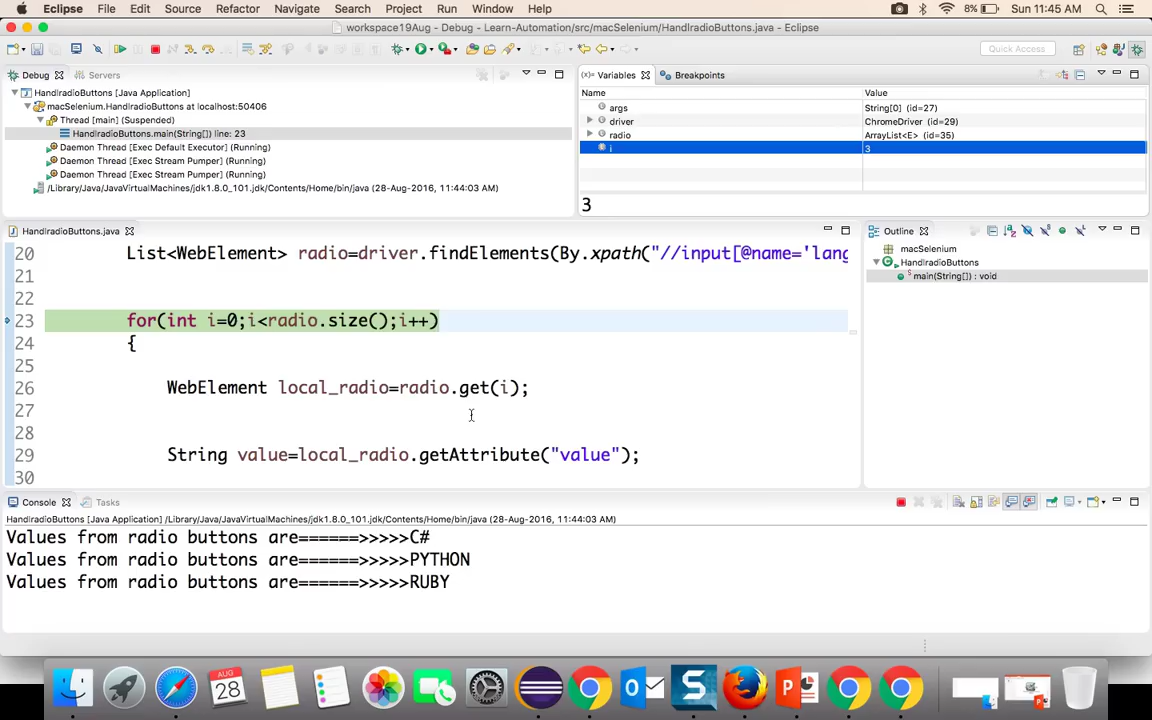 Eclipse File Edit Source Refactor Navigate Search Project Run Window Help 8% Sun 11:45 AM
workspace19Aug - Debug - Learn-Automation/src/macSelenium/HandlradioButtons.java - Eclipse
Quick Access
Debug Servers
HandlradioButtons [Java Application]
macSelenium.HandlradioButtons at localhost:50406
Thread [main] (Suspended)
HandlradioButtons.main(String[]) line: 23
Daemon Thread [Exec Default Executor] (Running)
Daemon Thread [Exec Stream Pumper] (Running)
Daemon Thread [Exec Stream Pumper] (Running)
/Library/Java/JavaVirtualMachines/jdk1.8.0_101.jdk/Contents/Home/bin/java (28-Aug-2016, 11:44:03 AM)
(x)= Variables Breakpoints
Name Value
args String[0] (id=27)
driver ChromeDriver (id=29)
radio ArrayList<E> (id=35)
i 3
3
HandlradioButtons.java
20 List<WebElement> radio=driver.findElements(By.xpath("//input[@name='lang
21
22
23 for(int i=0;i<radio.size();i++)
24 {
25
26 WebElement local_radio=radio.get(i);
27
28
29 String value=local_radio.getAttribute("value");
30
Outline
macSelenium
HandlradioButtons
main(String[]) : void
Console Tasks
HandlradioButtons [Java Application] /Library/Java/JavaVirtualMachines/jdk1.8.0_101.jdk/Contents/Home/bin/java (28-Aug-2016, 11:44:03 AM)
Values from radio buttons are======>>>>>C#
Values from radio buttons are======>>>>>PYTHON
Values from radio buttons are======>>>>>RUBY
AUG
28